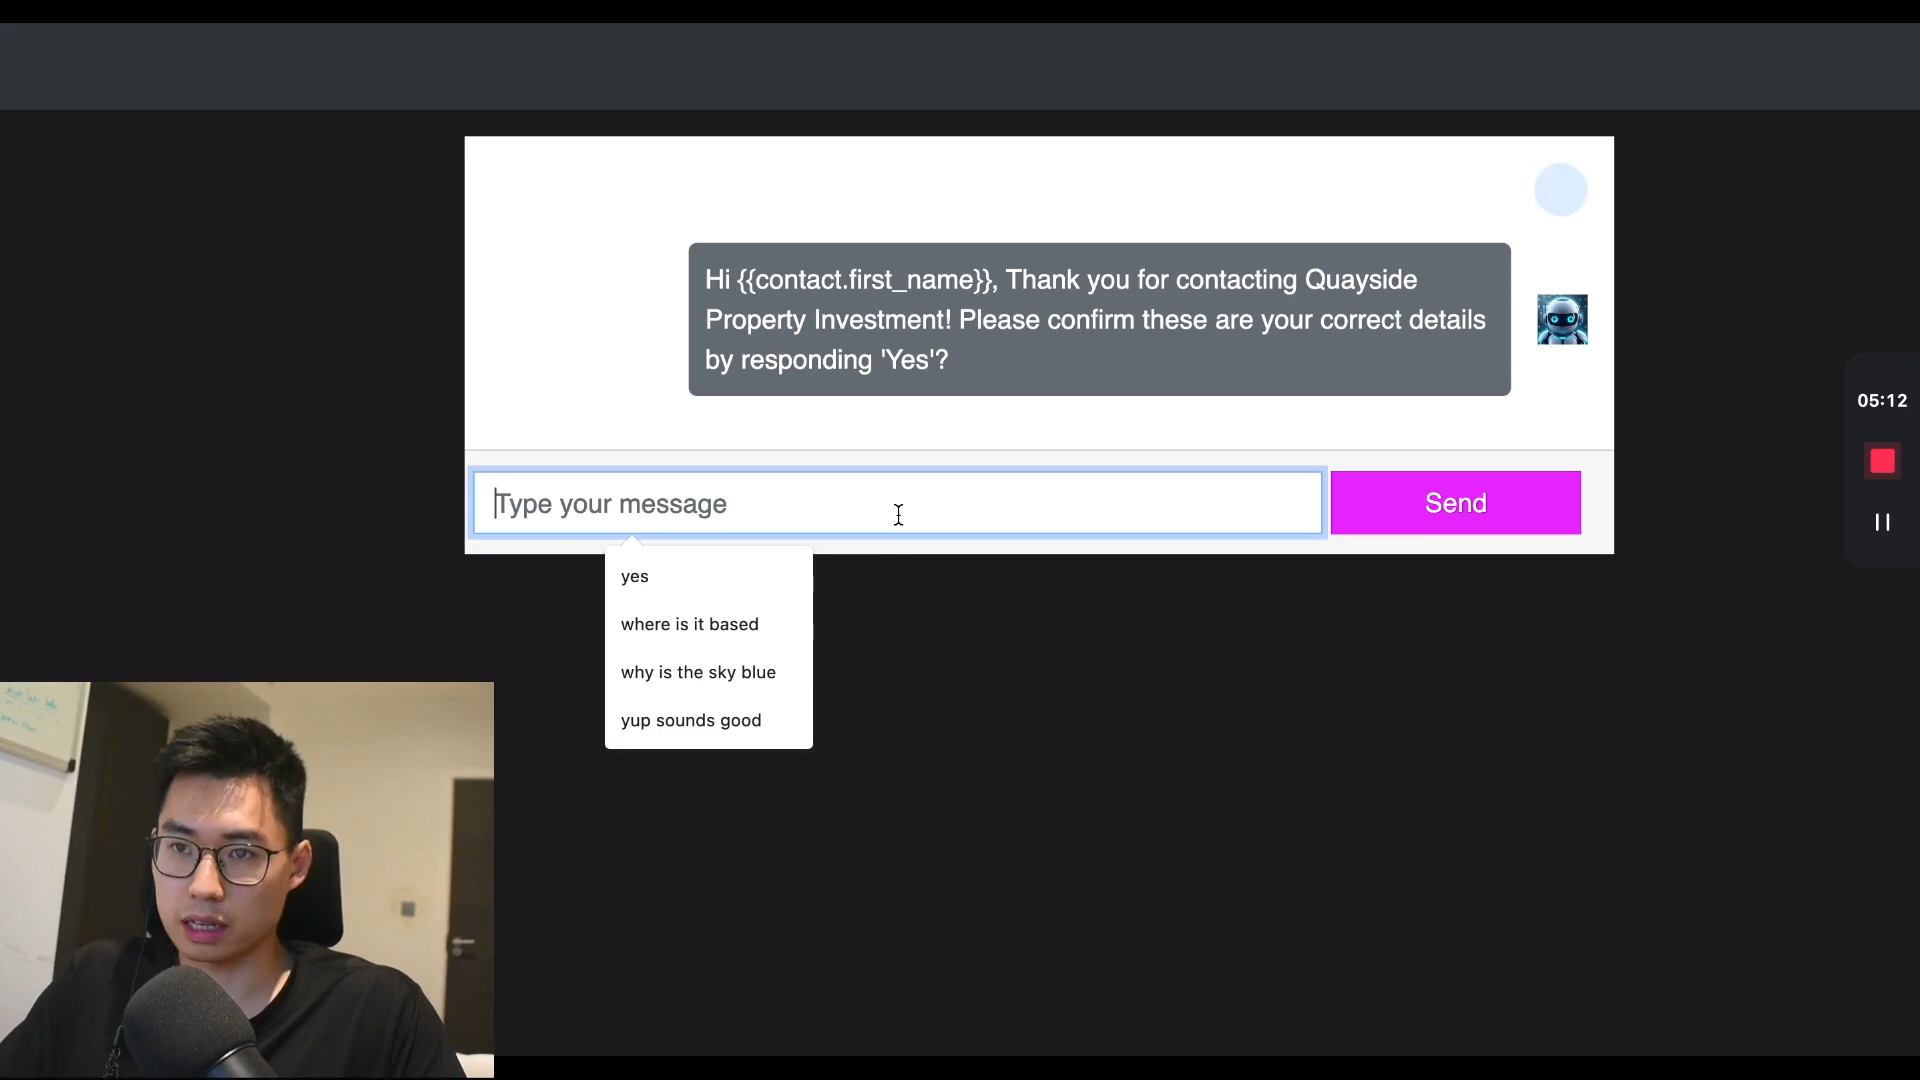 Hi {{contact.first_name}}, Thank you for contacting Quayside
Property Investment! Please confirm these are your correct details
by responding 'Yes'?
Type your message
Send
yes
where is it based
why is the sky blue
yup sounds good
05:12